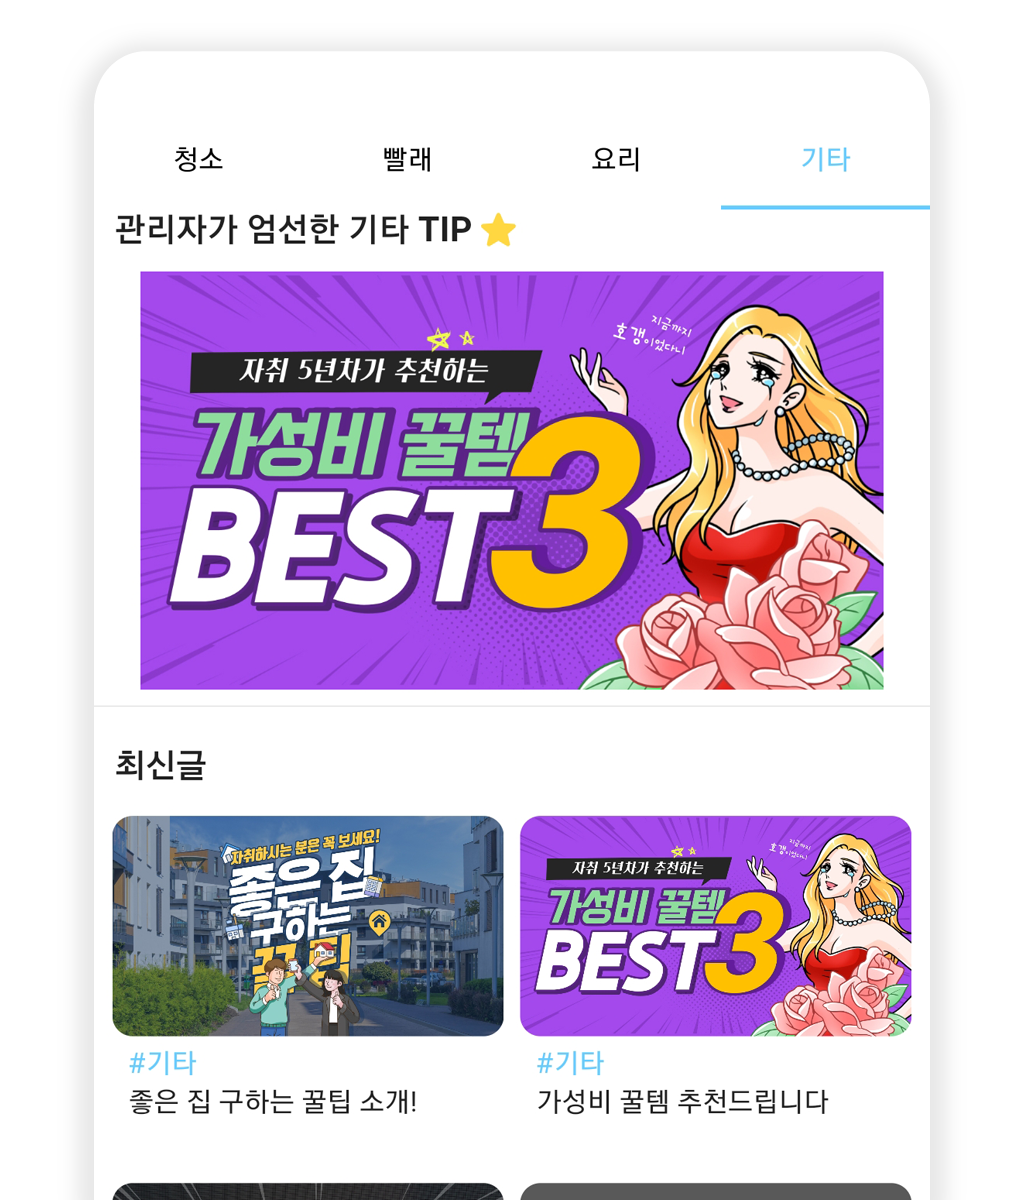 청소 빨래 요리 기타
관리자가 엄선한 기타 TIP ⭐
지금까지
호갱이었다니
자취 5년차가 추천하는
가성비 꿀템
BEST3
최신글
자취하시는 분은 꼭 보세요!
좋은 집
구하는
꿀팁
지금까지
호갱이었다니
자취 5년차가 추천하는
가성비 꿀템
BEST3
#기타
좋은 집 구하는 꿀팁 소개!
#기타
가성비 꿀템 추천드립니다